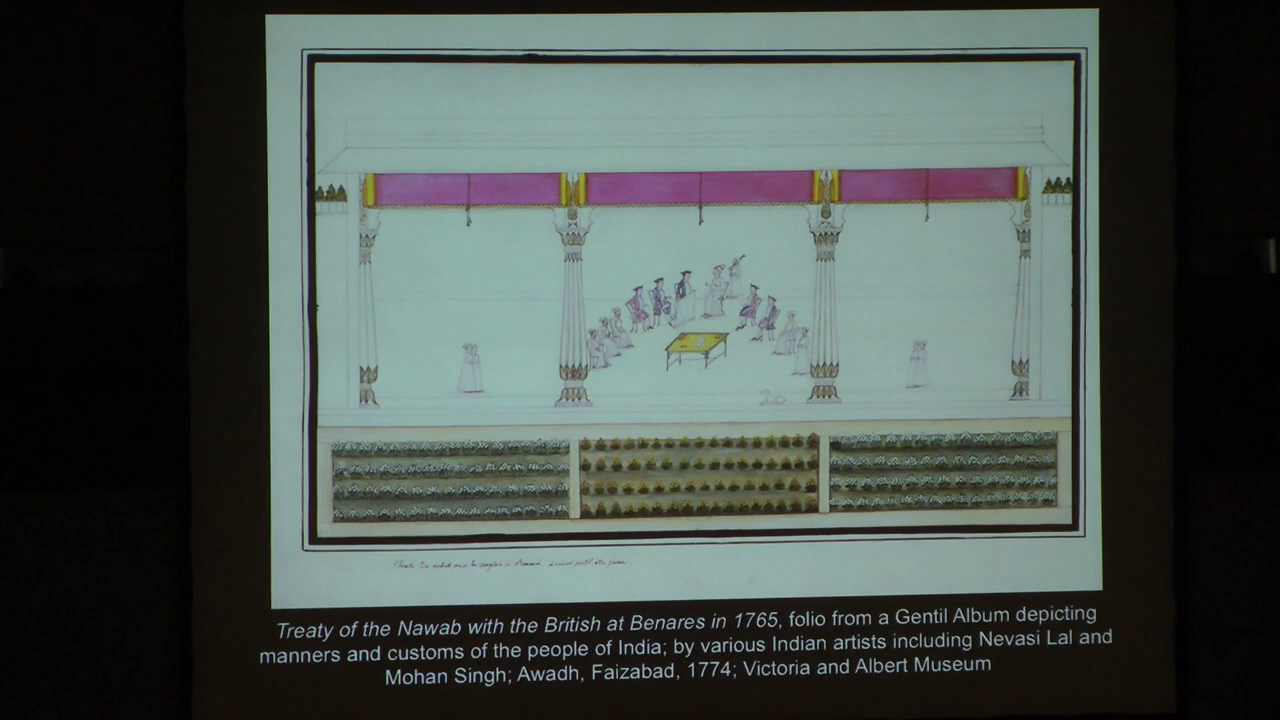 Treaty of the Nawab with the British at Benares in 1765, folio from a Gentil Album depicting
manners and customs of the people of India; by various Indian artists including Nevasi Lal and
Mohan Singh; Awadh, Faizabad, 1774; Victoria and Albert Museum